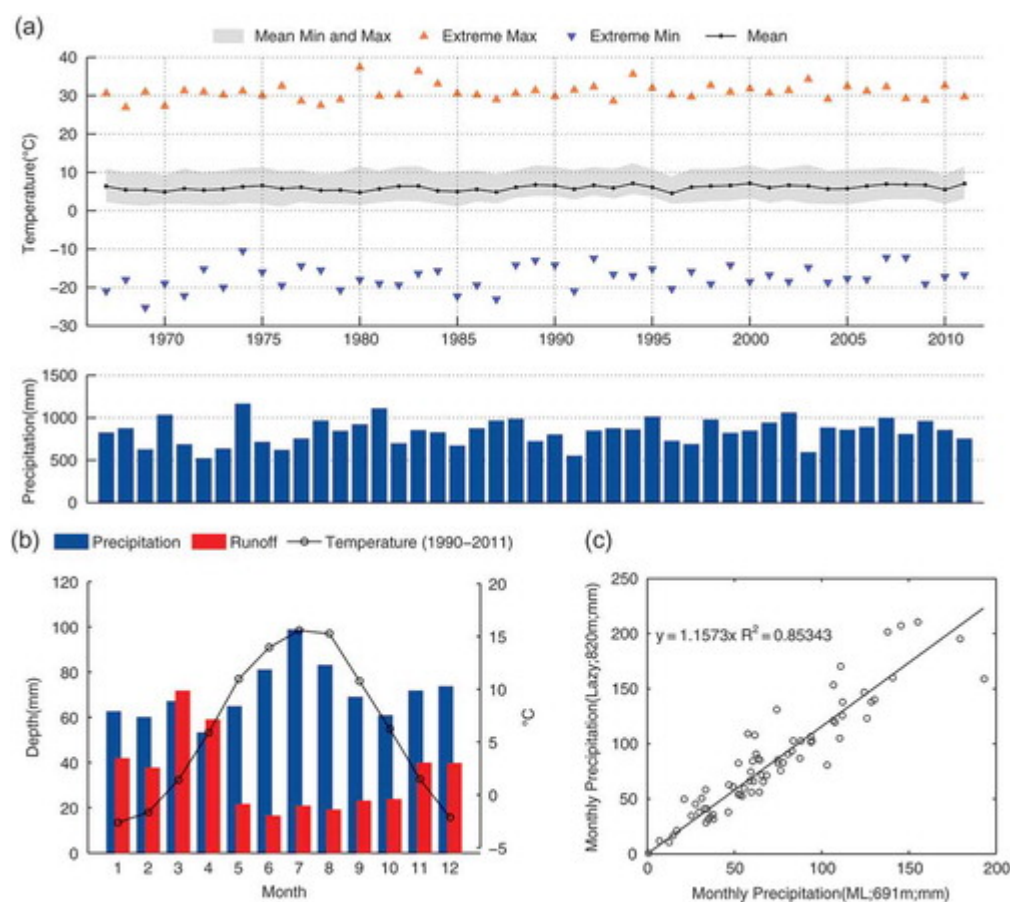 (a)
Mean Min and Max Extreme Max Extreme Min Mean
Temperature(°C)
40
30
20
10
0
−10
−20
−30
1970 1975 1980 1985 1990 1995 2000 2005 2010
Precipitation(mm)
1500
1000
500
0
(b) Precipitation Runoff Temperature (1990−2011)
Depth(mm)
120
100
80
60
40
20
0
20
15
10
5
0
−5
°C
1 2 3 4 5 6 7 8 9 10 11 12
Month
(c)
Monthly Precipitation(Lazy;820m;mm)
250
200
150
100
50
0
y = 1.1573x R² = 0.85343
0 50 100 150 200
Monthly Precipitation(ML;691m;mm)